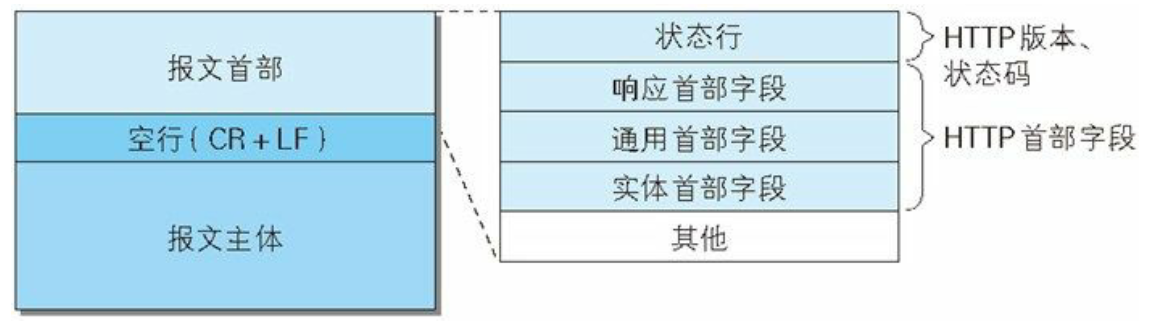 报文首部
空行(CR+LF)
报文主体
状态行
响应首部字段
通用首部字段
实体首部字段
其他
HTTP版本、
状态码
HTTP首部字段